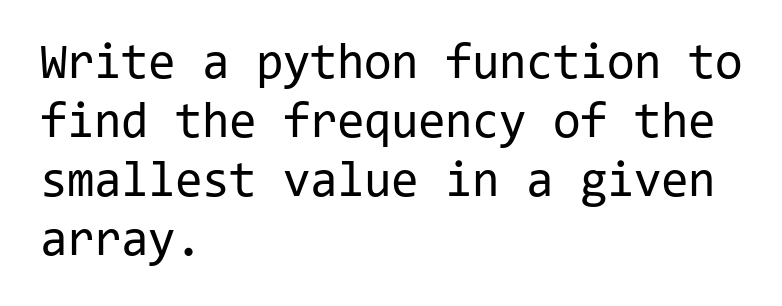 Write a python function to
find the frequency of the
smallest value in a given
array.